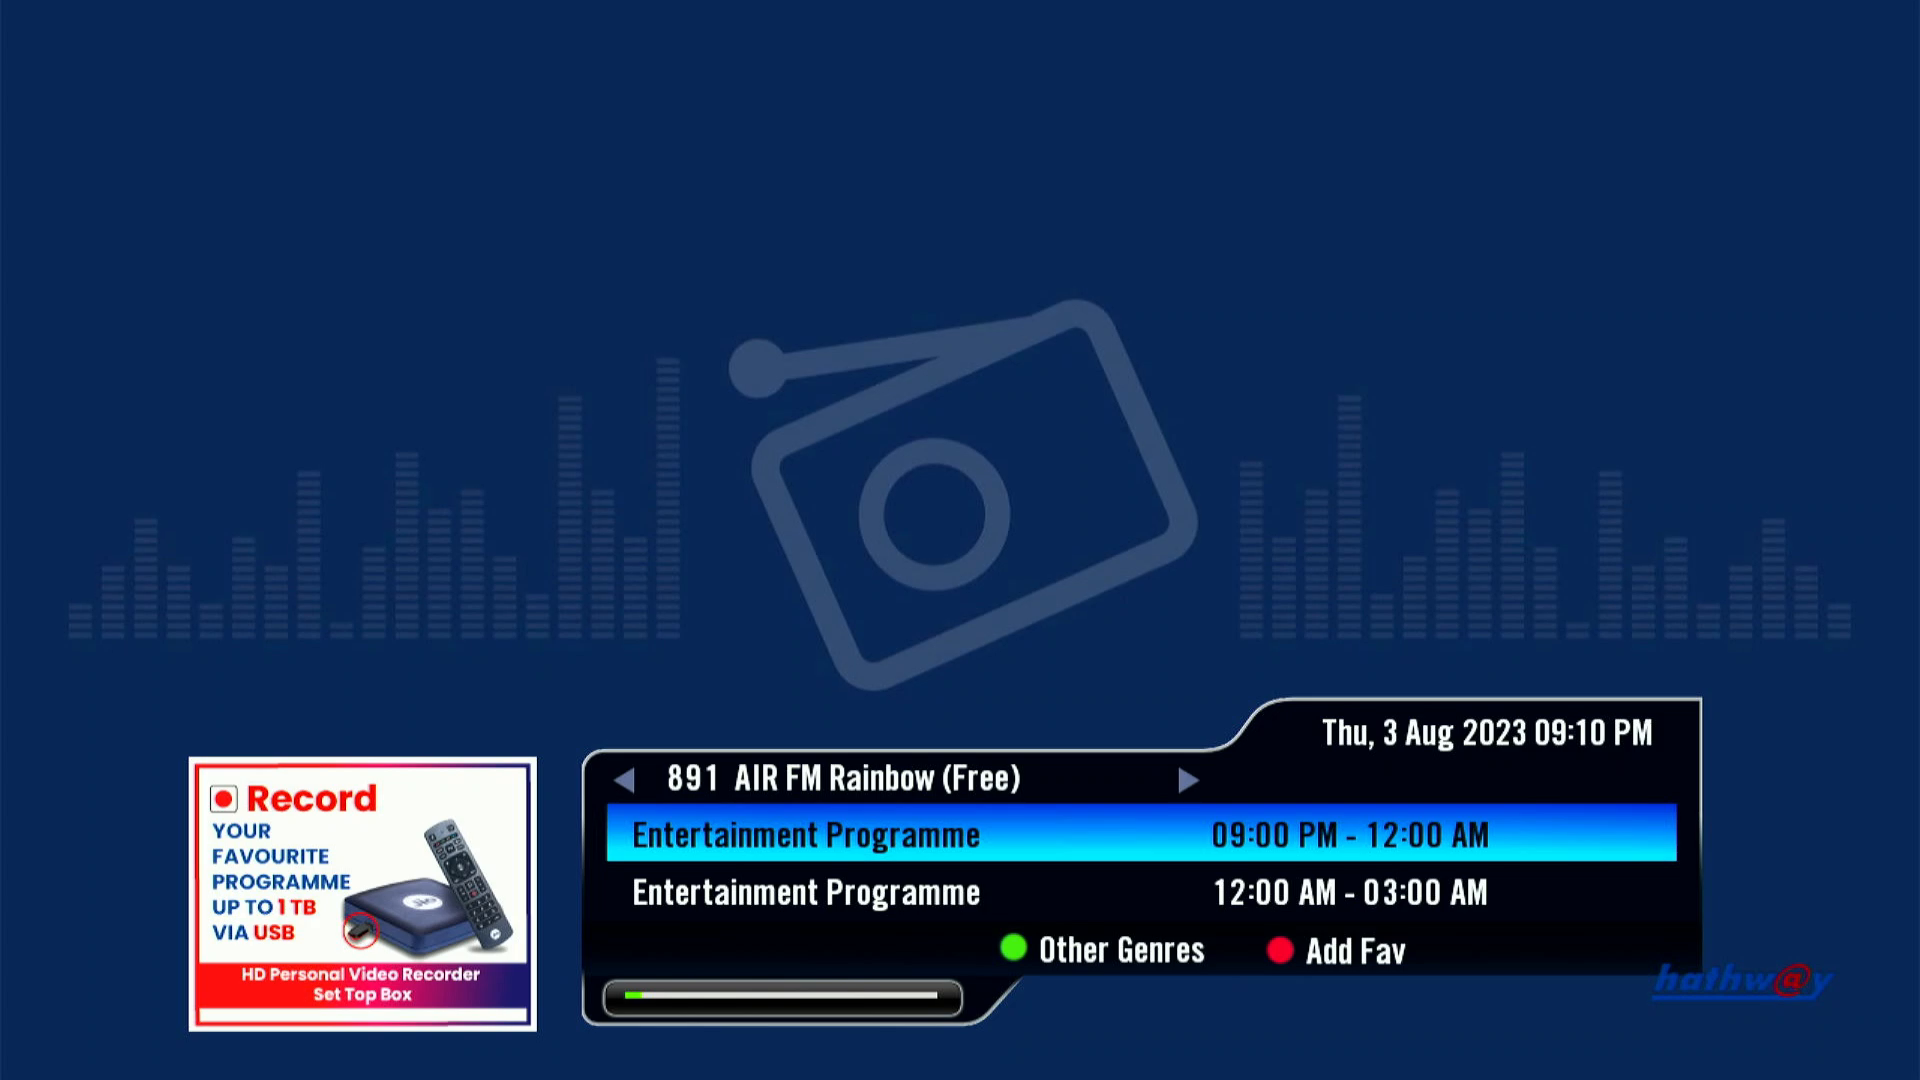 Thu, 3 Aug 2023 09:10 PM
891 AIR FM Rainbow (Free)
Entertainment Programme 09:00 PM - 12:00 AM
Entertainment Programme 12:00 AM - 03:00 AM
Other Genres Add Fav
hathw@y
Record
YOUR
FAVOURITE
PROGRAMME
UP TO 1 TB
VIA USB
Jio
HD Personal Video Recorder
Set Top Box